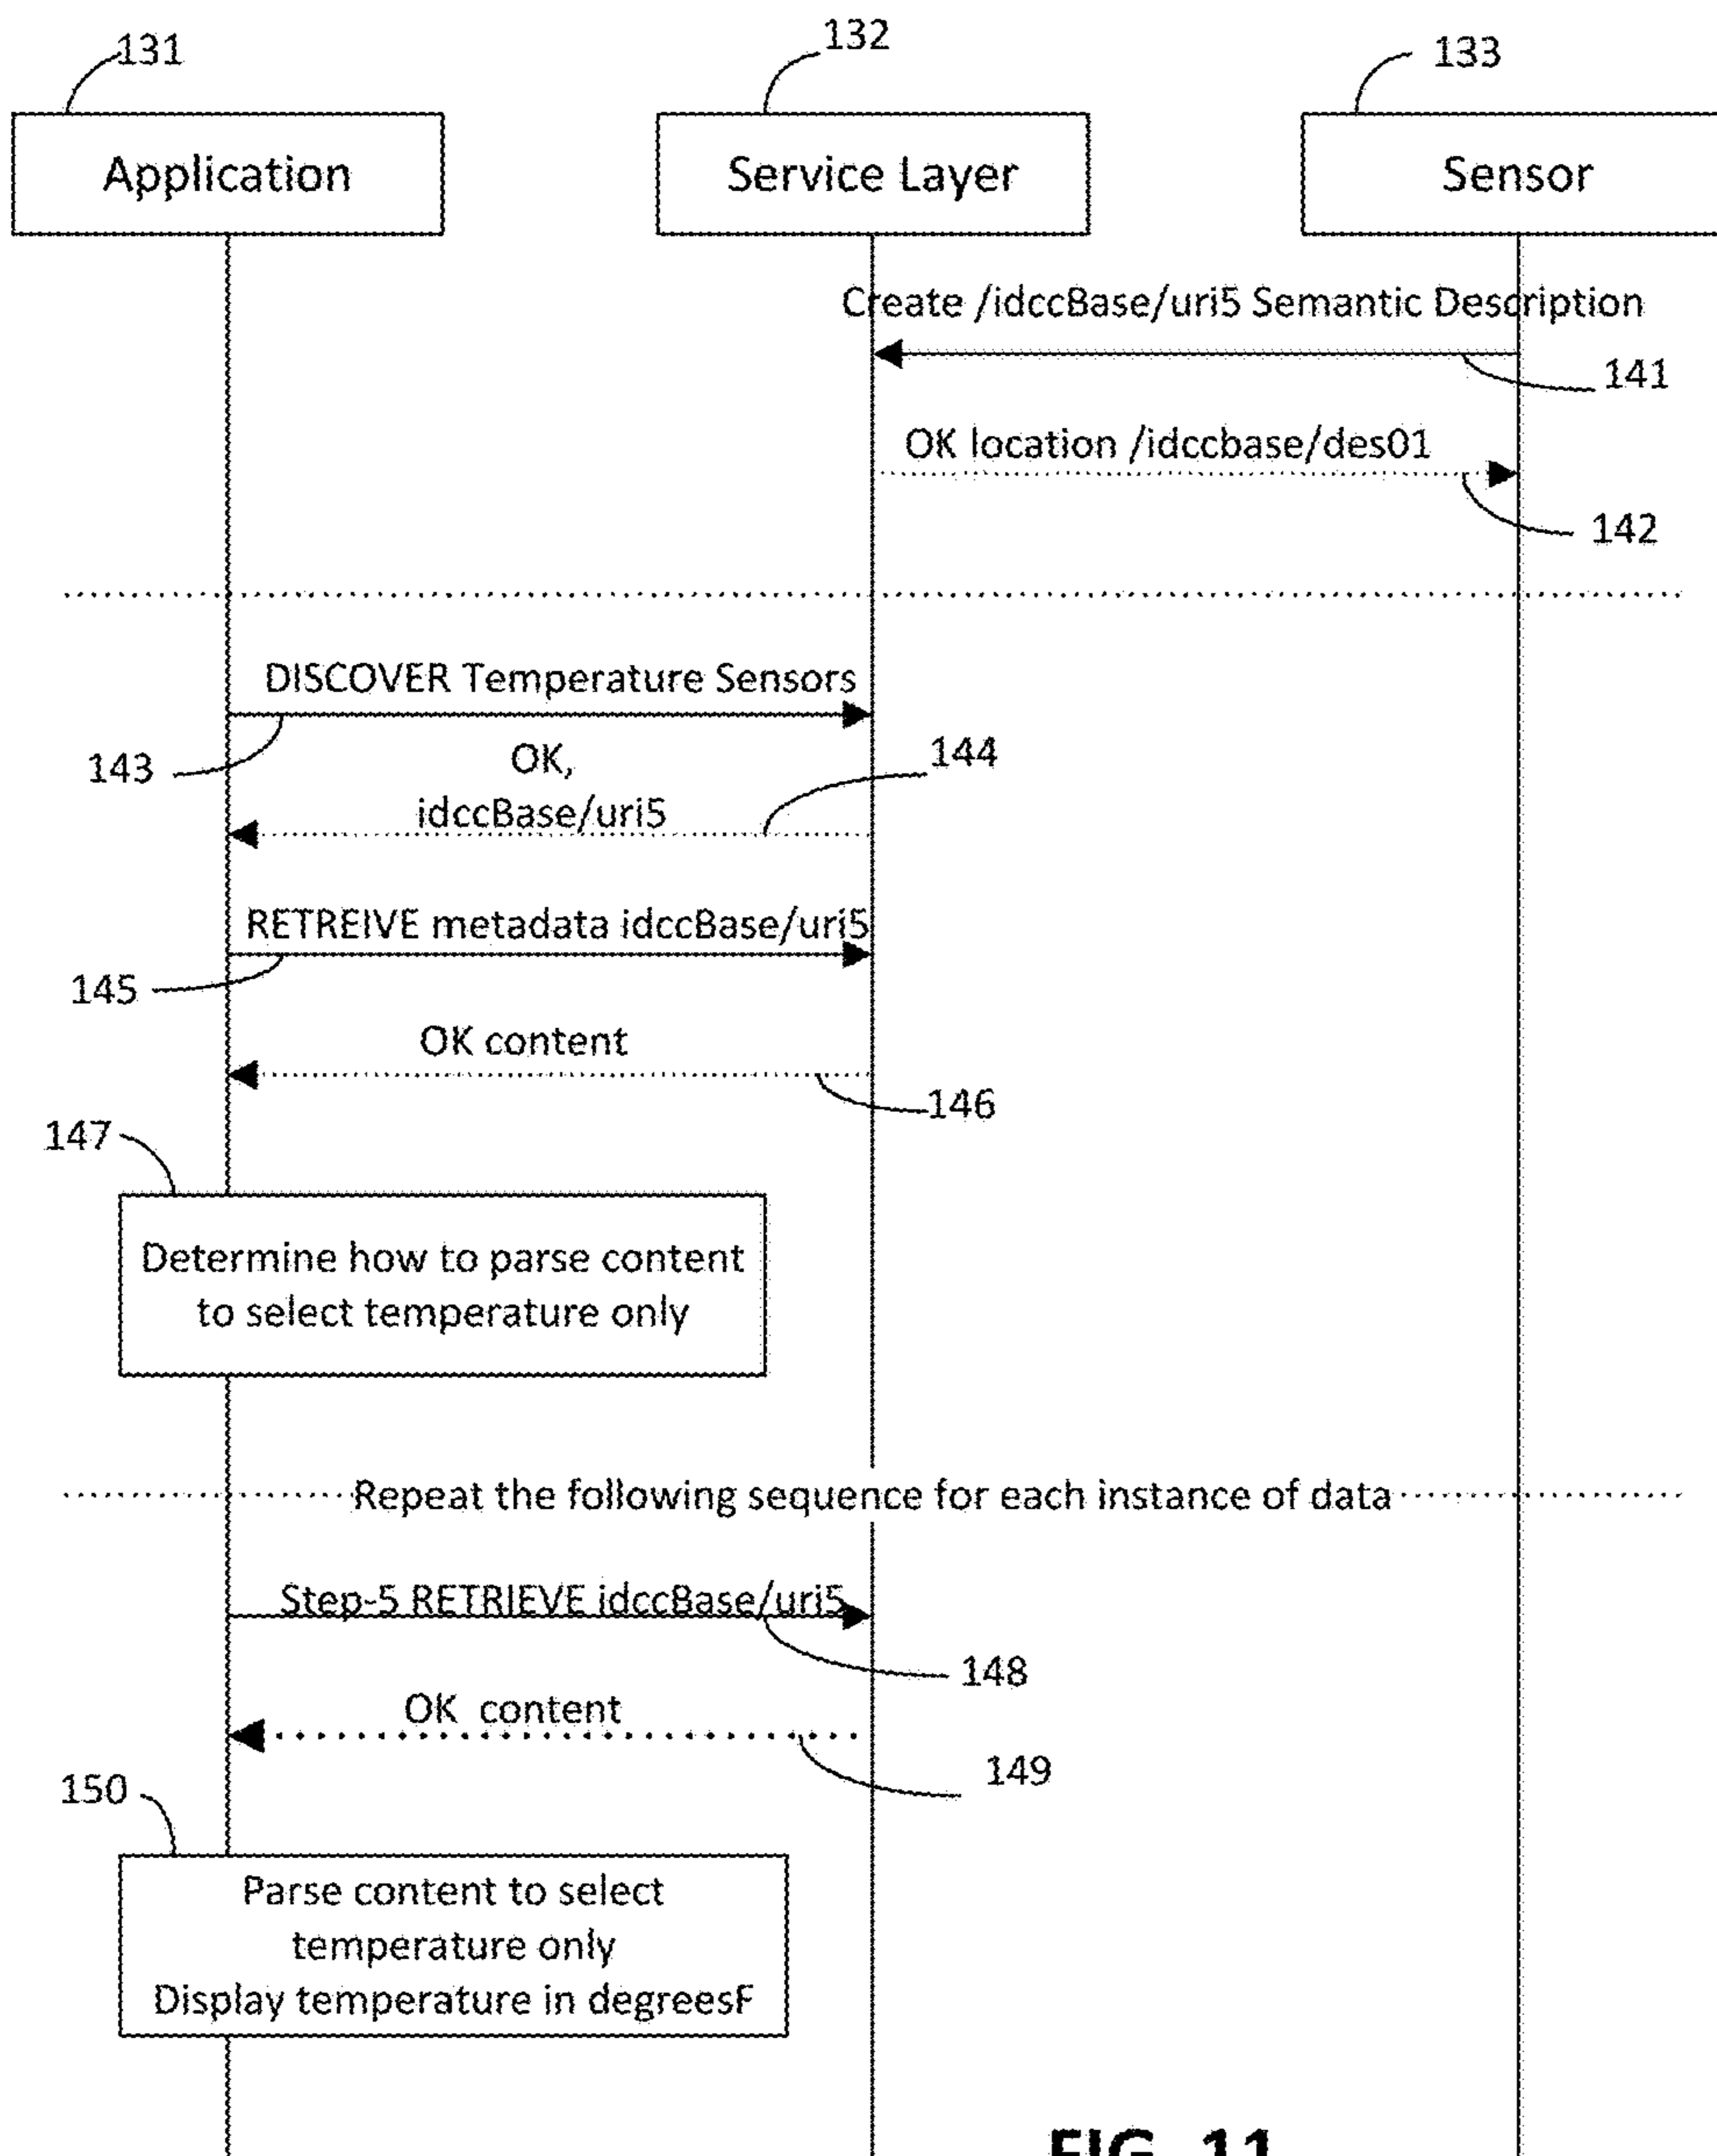 131
132
133
Application
Service Layer
Sensor
Create /idccBase/uri5 Semantic Description
141
OK location /idccbase/des01
142
DISCOVER Temperature Sensors
143
OK,
144
idccBase/uri5
RETREIVE metadata idccBase/uri5
145
OK content
146
147
Determine how to parse content
to select temperature only
Repeat the following sequence for each instance of data
Step-5 RETRIEVE idccBase/uri5
148
OK content
149
150
Parse content to select
temperature only
Display temperature in degreesF
FIG. 11